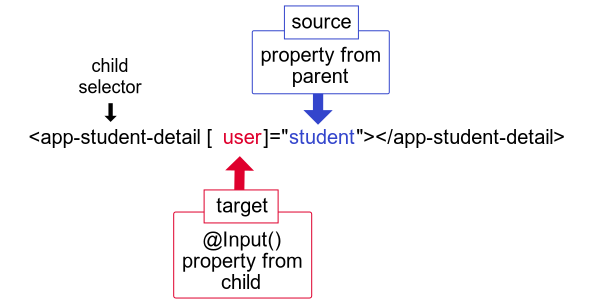 source
property from
parent
child
selector
<app-student-detail [ user]="student"></app-student-detail>
target
@Input()
property from
child